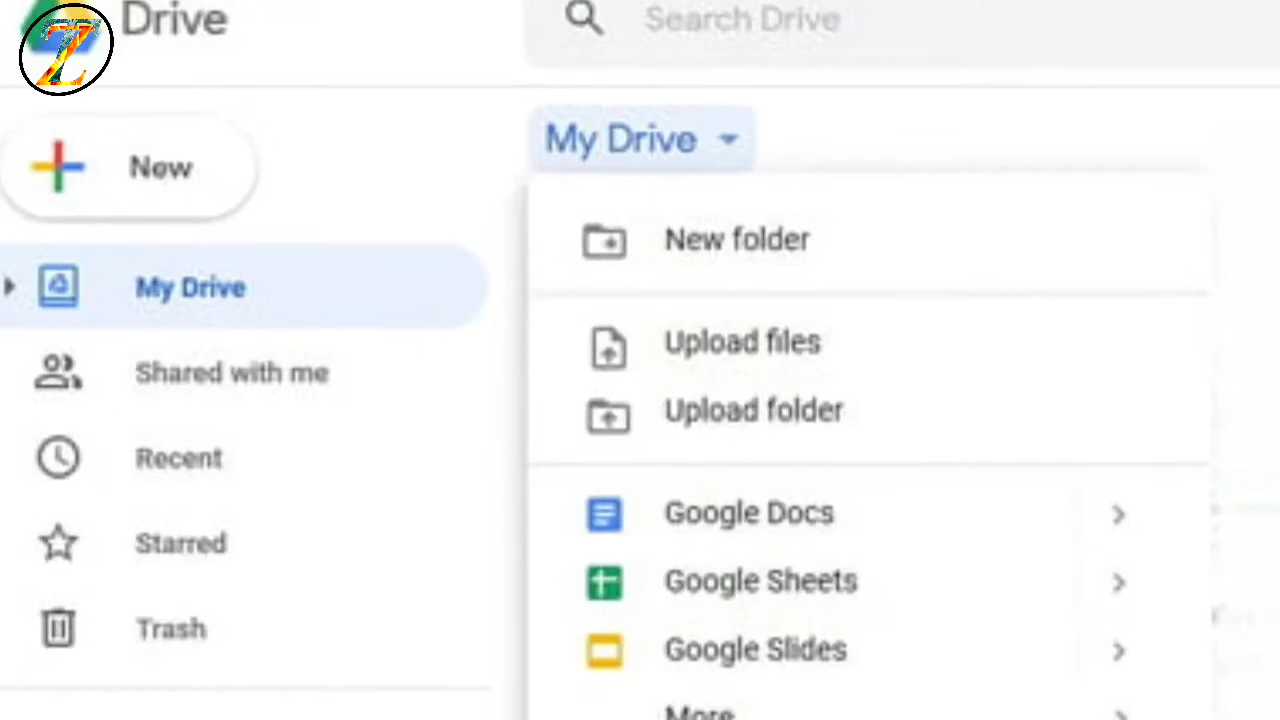 Drive
Search Drive
Z
New
My Drive
My Drive
Shared with me
Recent
Starred
Trash
New folder
Upload files
Upload folder
Google Docs
Google Sheets
Google Slides
More